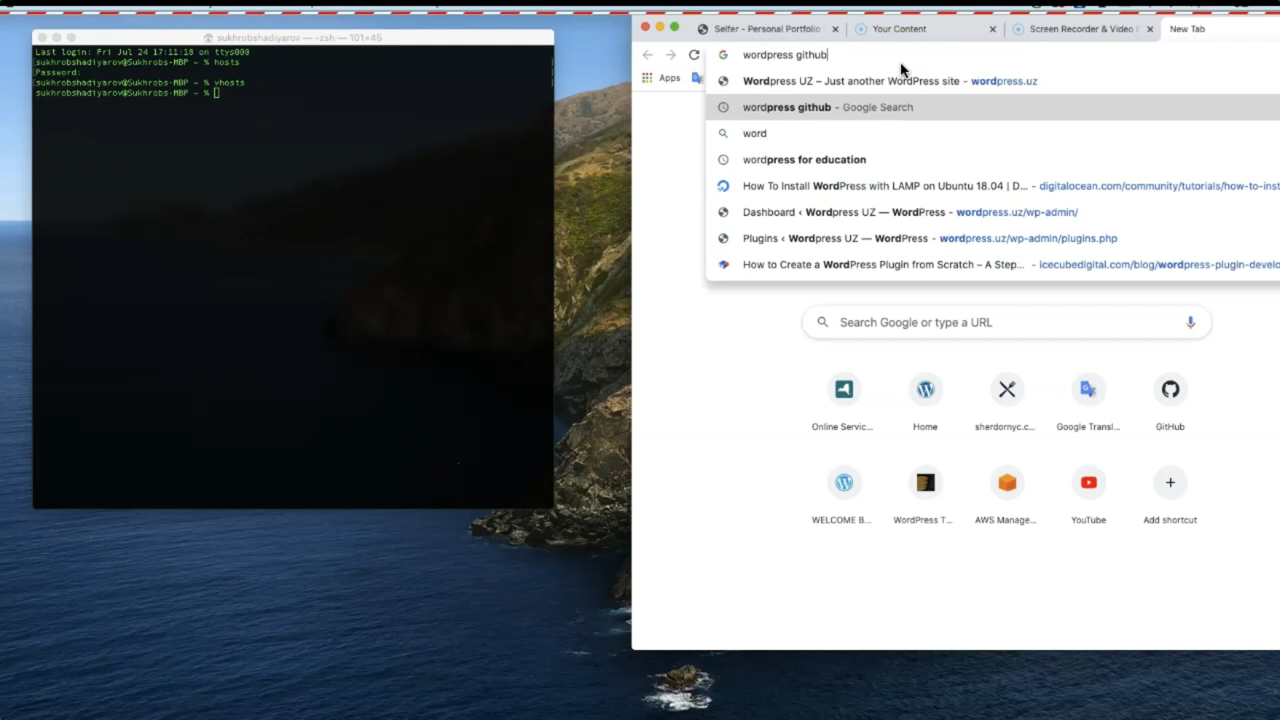 sukhrobshadiyarov — -zsh — 101×45
Last login: Fri Jul 24 17:11:18 on ttys000
sukhrobshadiyarov@Sukhrobs-MBP ~ % hosts
Password:
sukhrobshadiyarov@Sukhrobs-MBP ~ % vhosts
sukhrobshadiyarov@Sukhrobs-MBP ~ %
Selfer - Personal Portfolio
Your Content
Screen Recorder & Video
New Tab
wordpress github
Apps
Wordpress UZ – Just another WordPress site - wordpress.uz
wordpress github - Google Search
word
wordpress for education
How To Install WordPress with LAMP on Ubuntu 18.04 | D... - digitalocean.com/community/tutorials/how-to-inst
Dashboard ‹ Wordpress UZ — WordPress - wordpress.uz/wp-admin/
Plugins ‹ Wordpress UZ — WordPress - wordpress.uz/wp-admin/plugins.php
How to Create a WordPress Plugin from Scratch – A Step... - icecubedigital.com/blog/wordpress-plugin-develo
Search Google or type a URL
Online Servic...
Home
sherdornyc.c...
Google Transl...
GitHub
WELCOME B...
WordPress T...
AWS Manage...
YouTube
Add shortcut